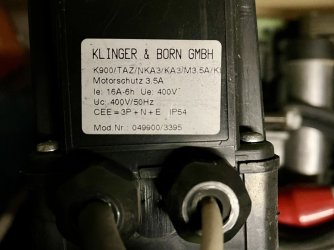 KLINGER & BORN GMBH
K900/TAZ/NKA3/KA3/M3.5A/K
Motorschutz 3.5A
Ie: 16A-6h Ue: 400V
Uc: 400V/50Hz
CEE = 3P + N + E IP54
Mod Nr.: 049900/3395